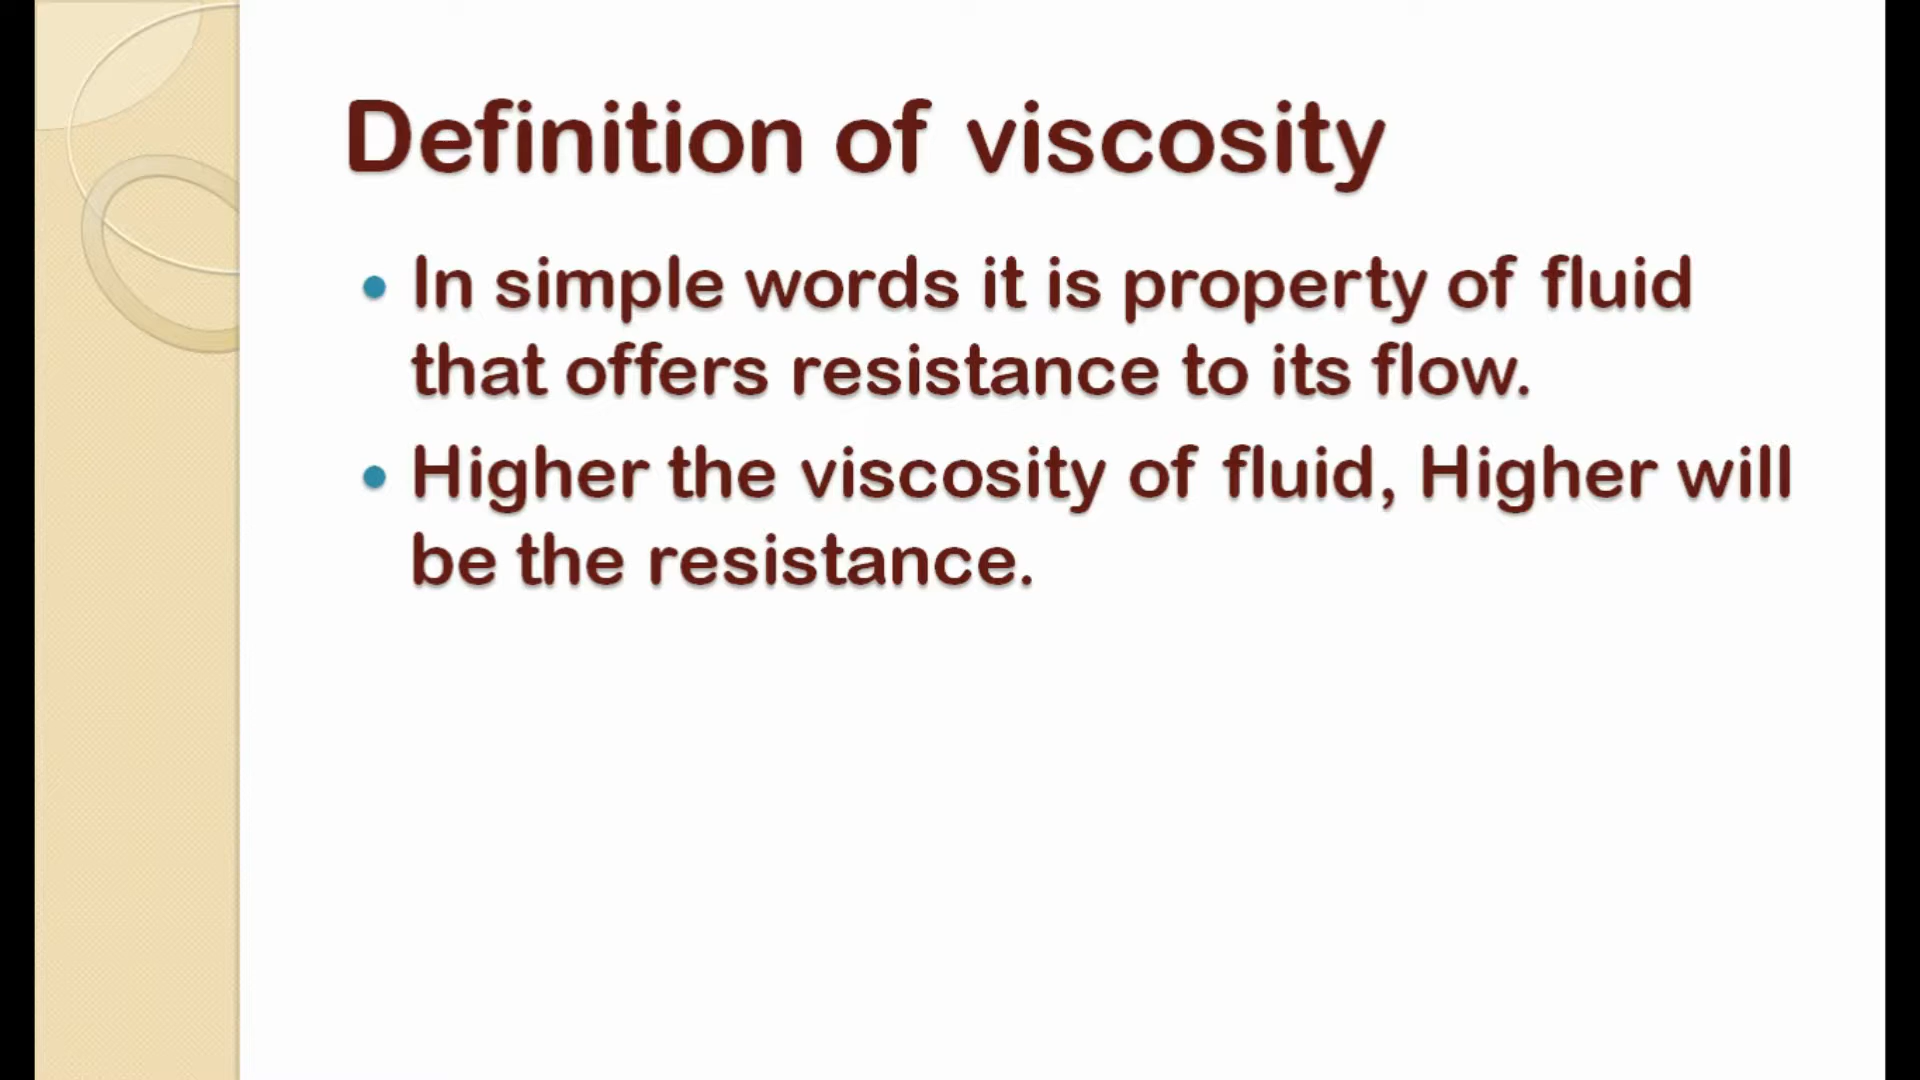 Definition of viscosity
• In simple words it is property of fluid
that offers resistance to its flow.
• Higher the viscosity of fluid, Higher will
be the resistance.